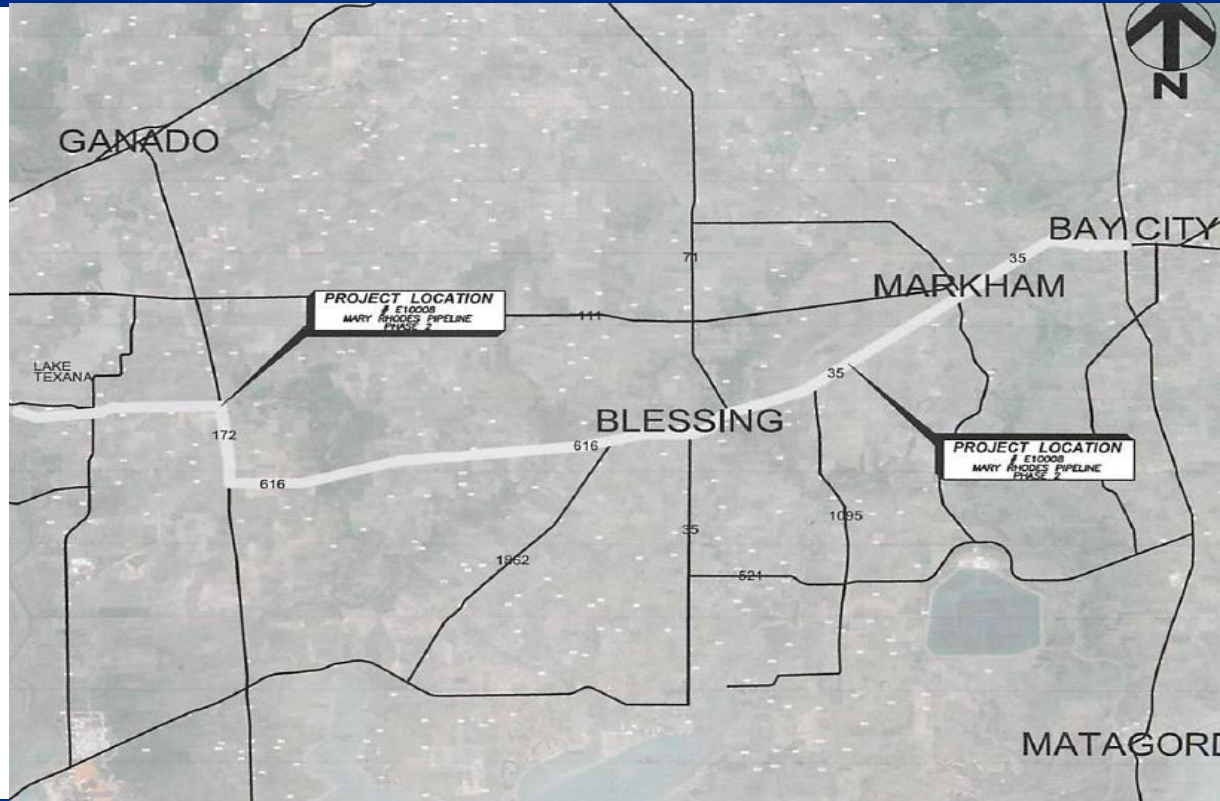 N
GANADO
BAY CITY
71
35
MARKHAM
PROJECT LOCATION
# E10008
MARY RHODES PIPELINE
PHASE 2
111
LAKE
TEXANA
35
BLESSING
172
616
PROJECT LOCATION
# E10008
MARY RHODES PIPELINE
PHASE 2
616
1095
35
1862
521
MATAGORD